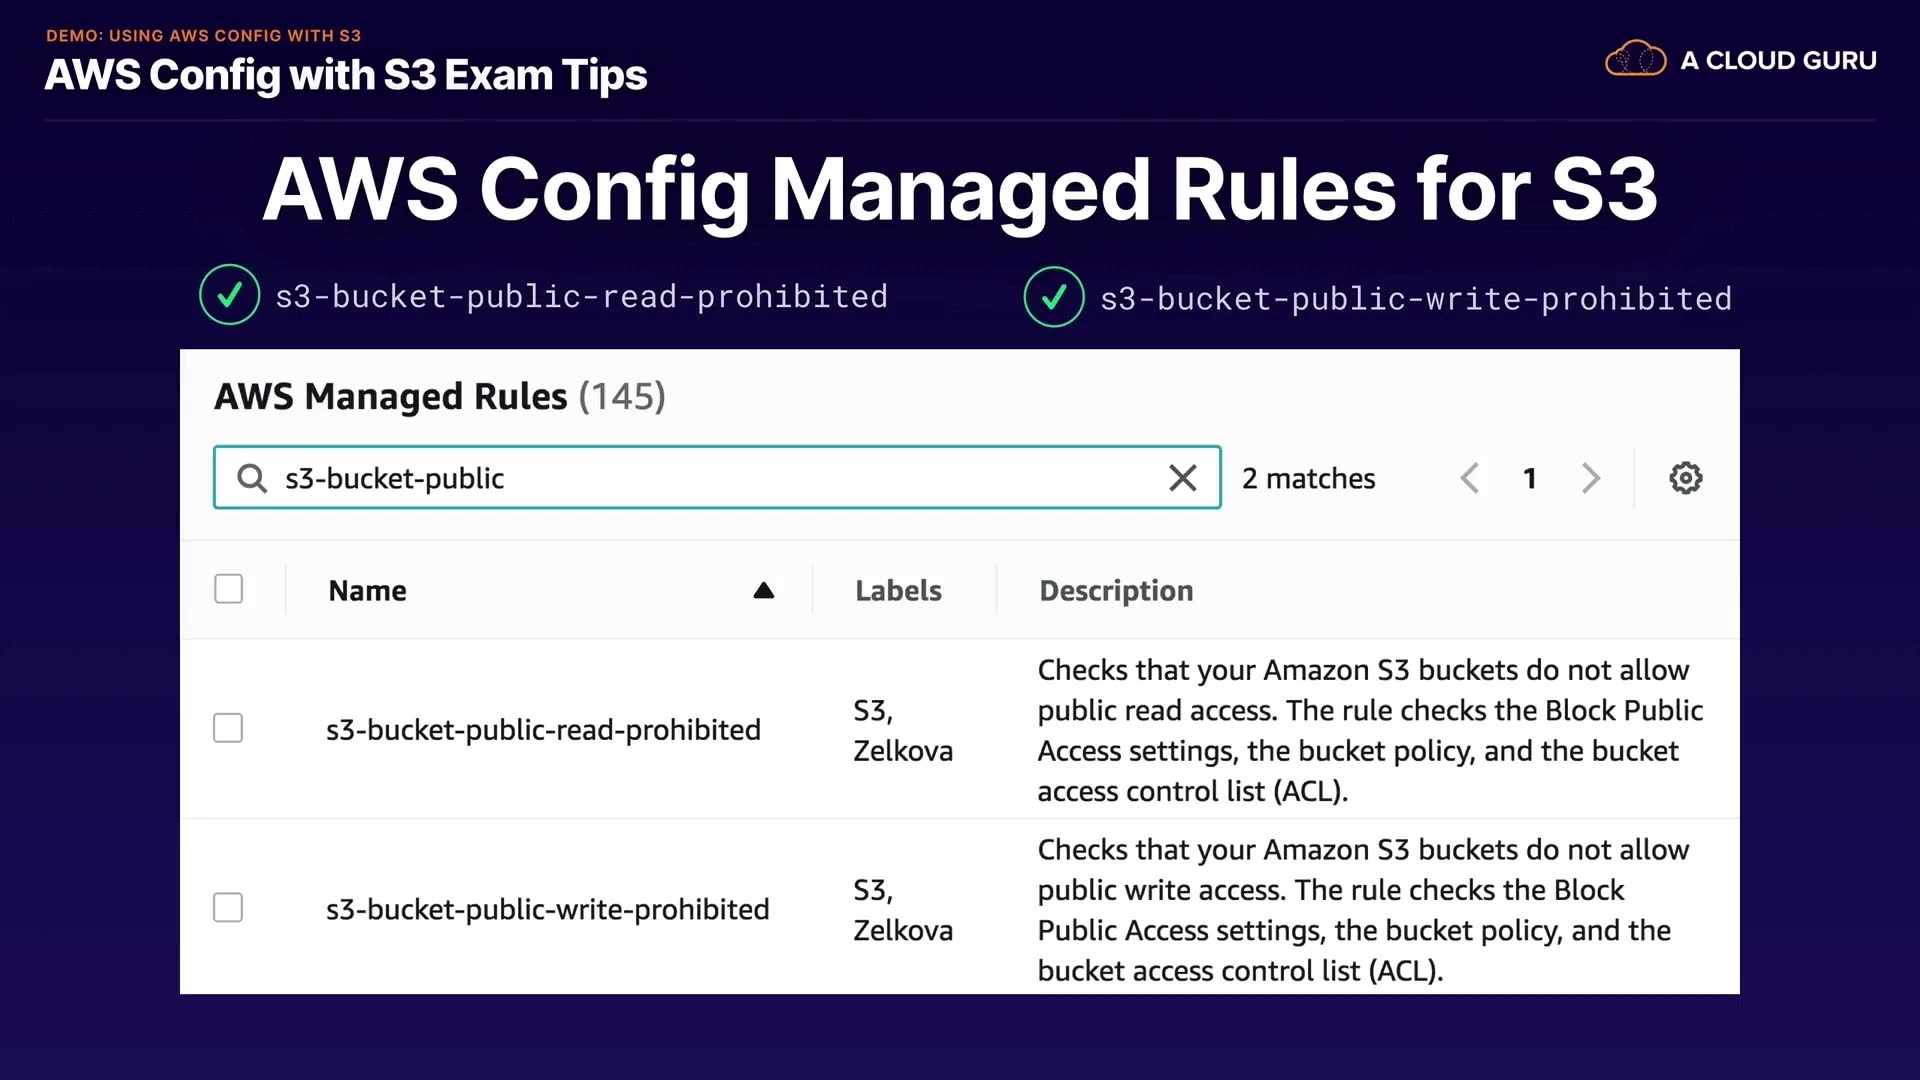 DEMO: USING AWS CONFIG WITH S3
AWS Config with S3 Exam Tips
A CLOUD GURU
AWS Config Managed Rules for S3
s3-bucket-public-read-prohibited
s3-bucket-public-write-prohibited
AWS Managed Rules (145)
s3-bucket-public
2 matches
1
Name
Labels
Description
s3-bucket-public-read-prohibited
S3,
Zelkova
Checks that your Amazon S3 buckets do not allow
public read access. The rule checks the Block Public
Access settings, the bucket policy, and the bucket
access control list (ACL).
s3-bucket-public-write-prohibited
S3,
Zelkova
Checks that your Amazon S3 buckets do not allow
public write access. The rule checks the Block
Public Access settings, the bucket policy, and the
bucket access control list (ACL).